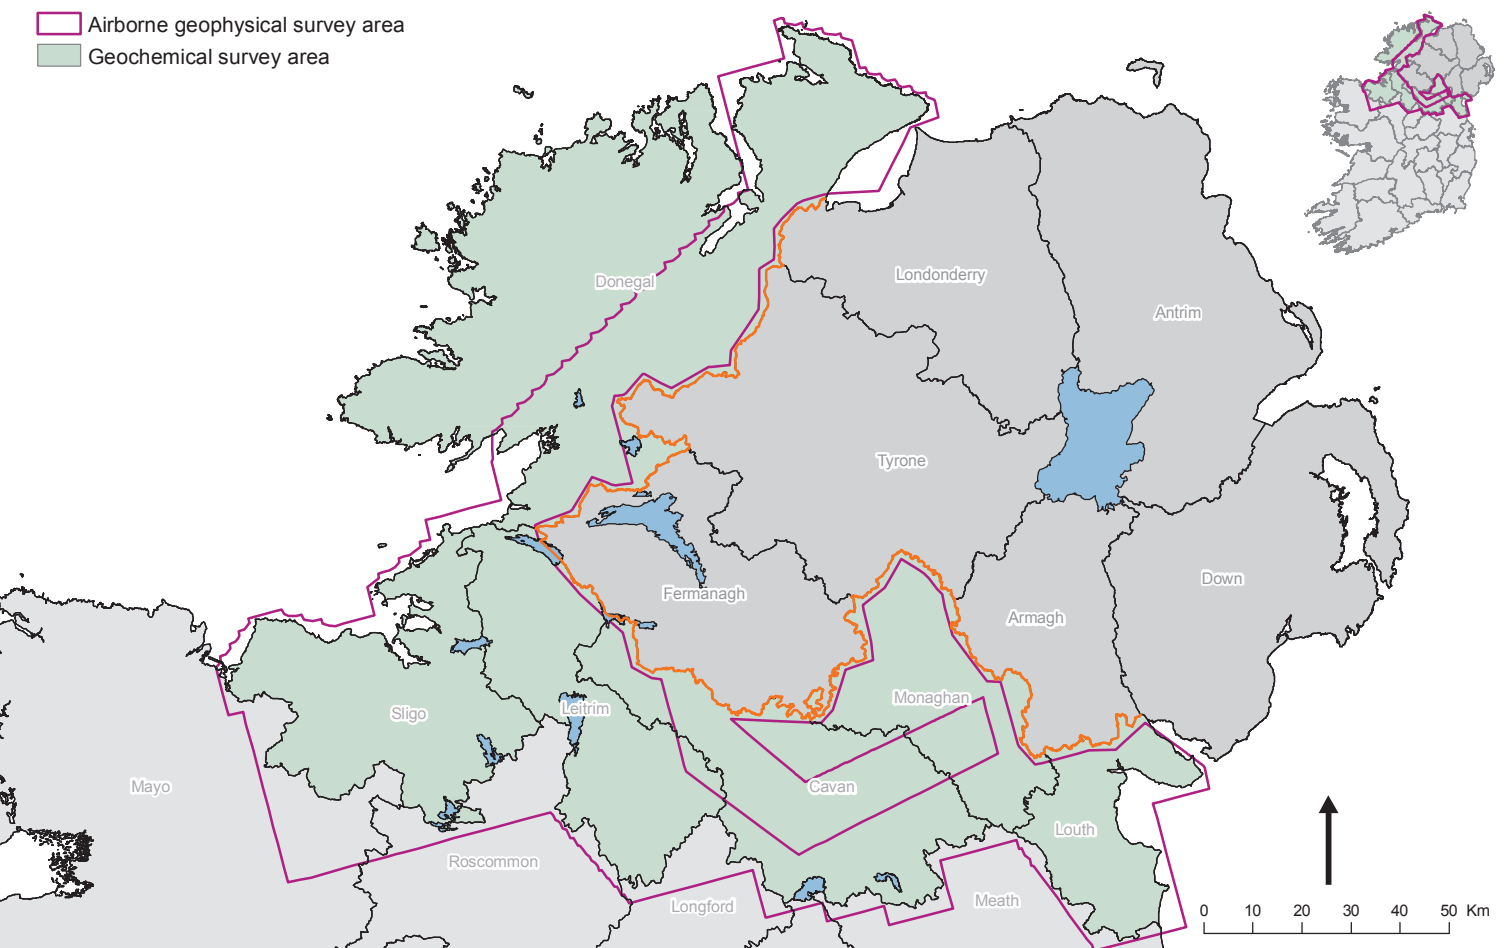 Airborne geophysical survey area
Geochemical survey area
Donegal
Londonderry
Antrim
Tyrone
Down
Fermanagh
Armagh
Monaghan
Leitrim
Sligo
Mayo
Cavan
Louth
Roscommon
Longford
Meath
0 10 20 30 40 50 Km